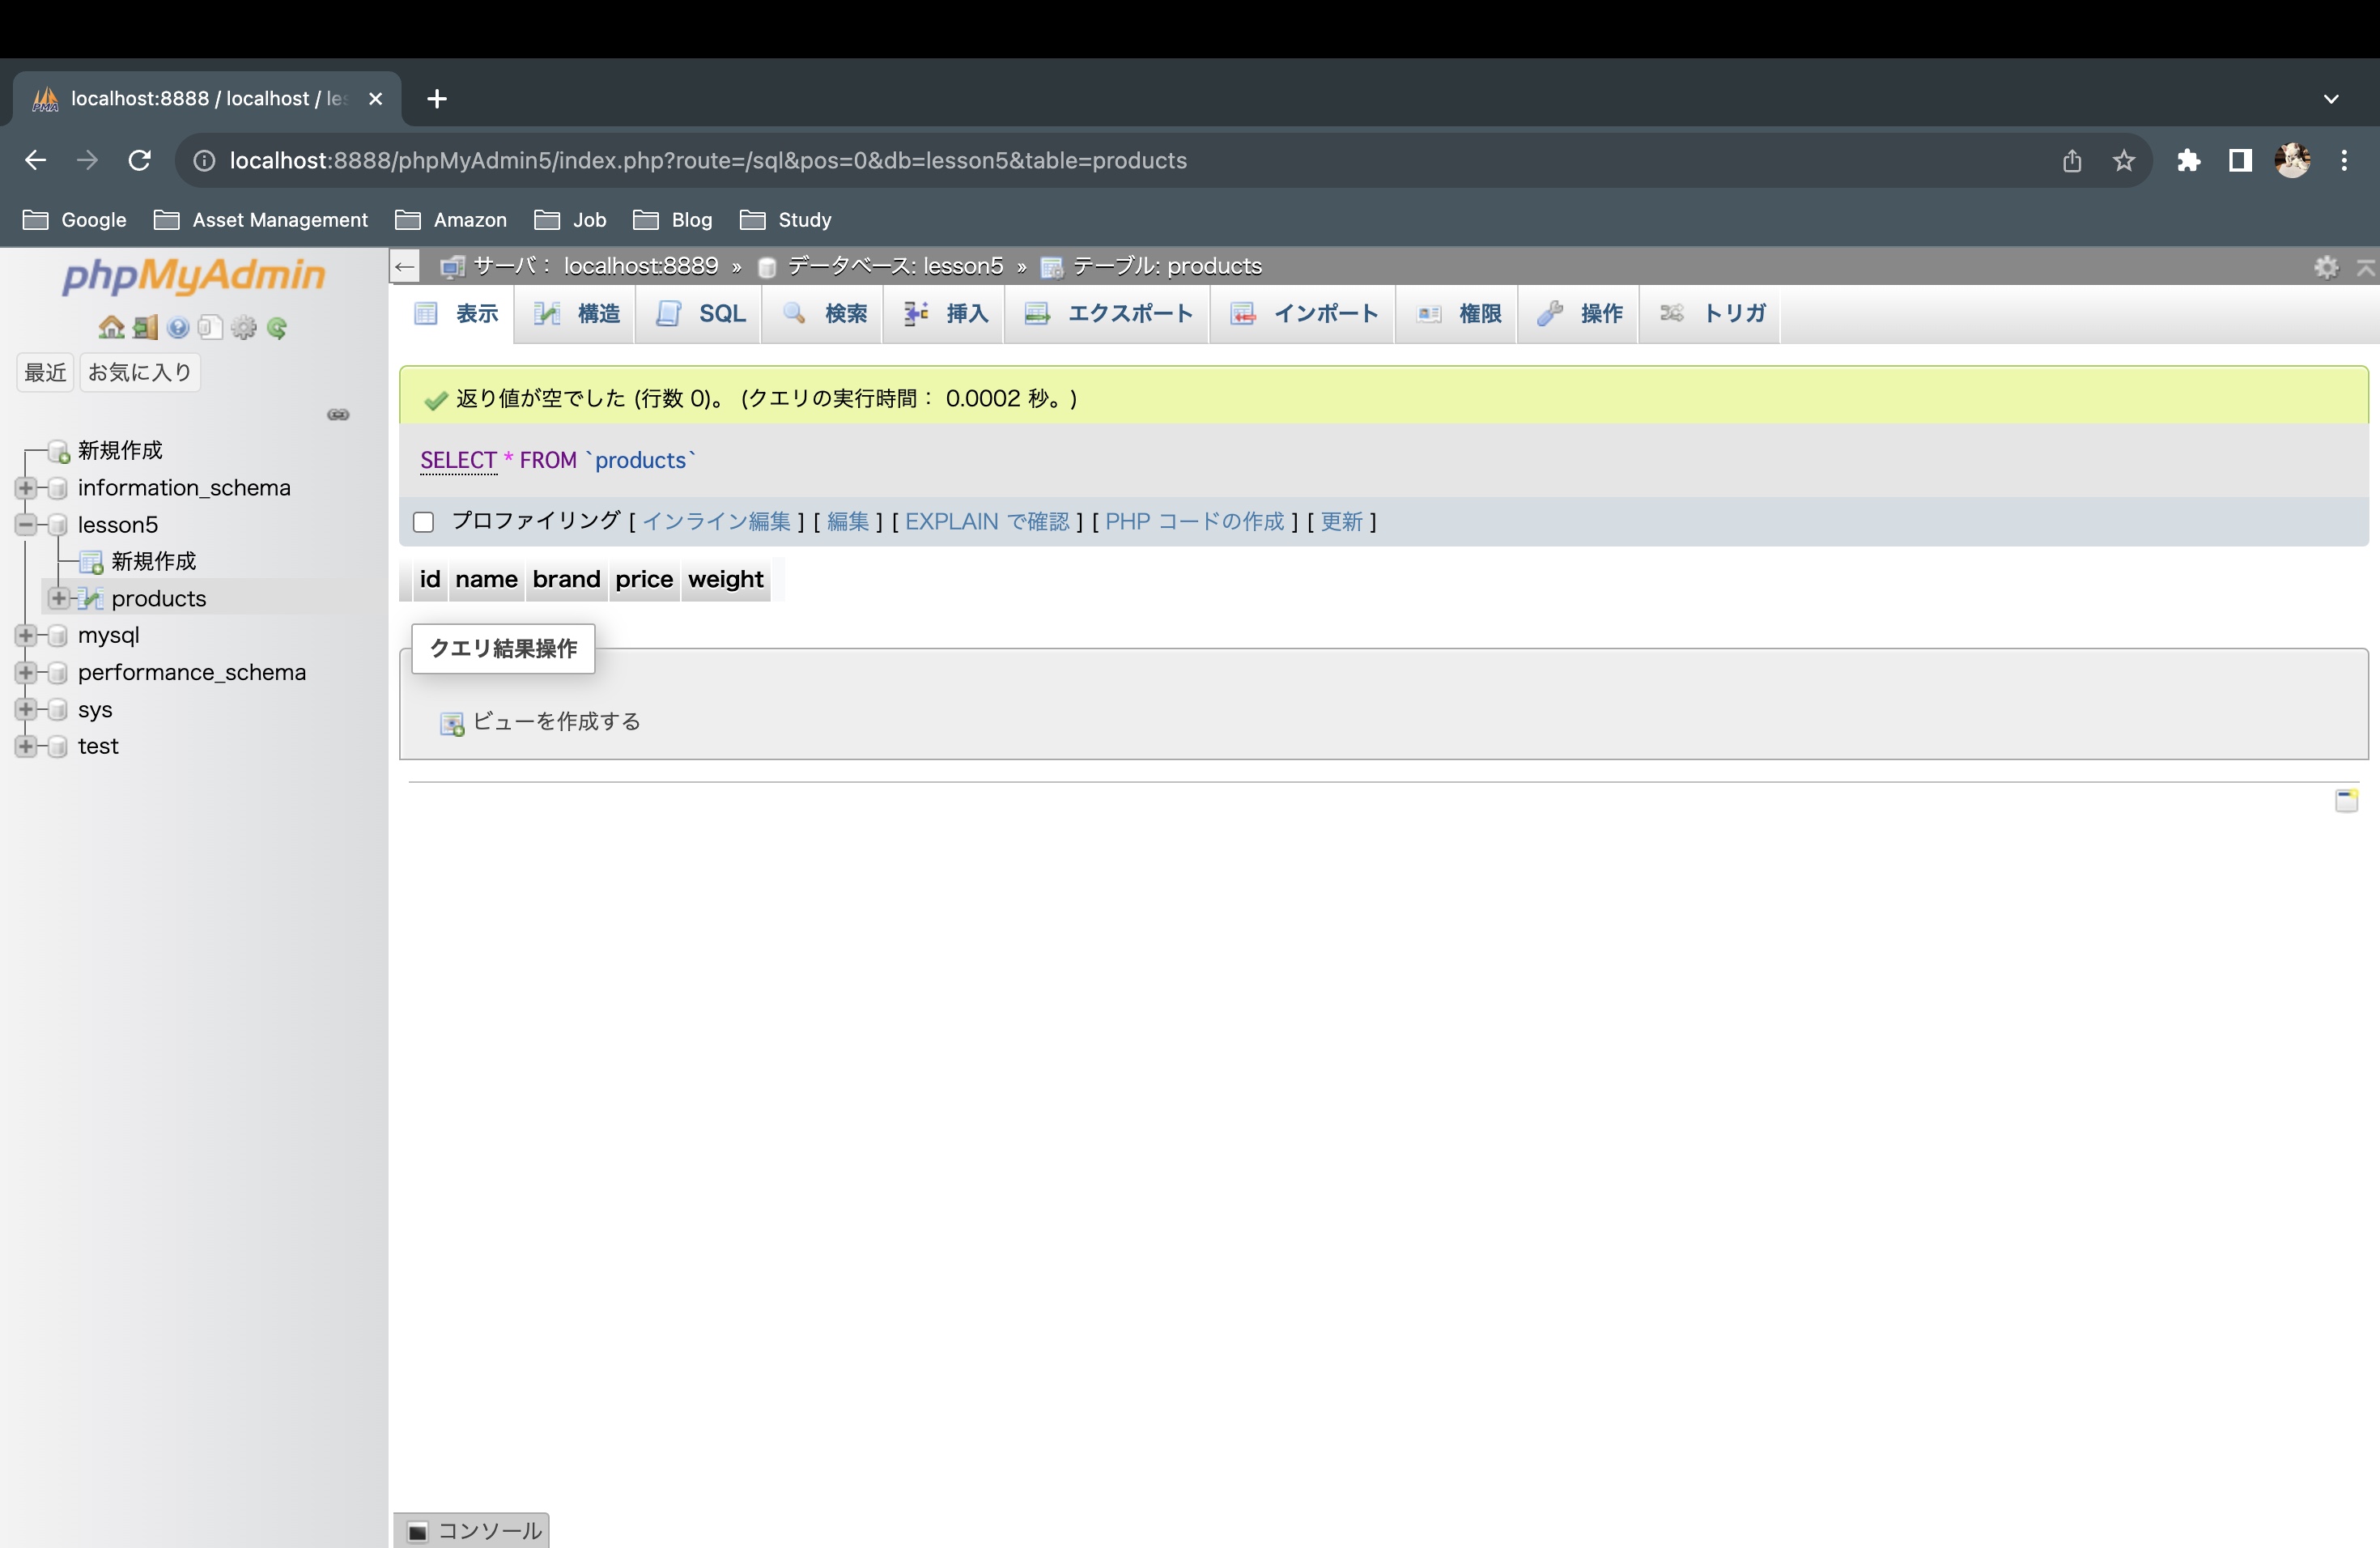 localhost:8888 / localhost / les
localhost:8888/phpMyAdmin5/index.php?route=/sql&pos=0&db=lesson5&table=products
Google Asset Management Amazon Job Blog Study
phpMyAdmin
最近 お気に入り
新規作成
information_schema
lesson5
新規作成
products
mysql
performance_schema
sys
test
サーバ: localhost:8889 » データベース: lesson5 » テーブル: products
表示 構造 SQL 検索 挿入 エクスポート インポート 権限 操作 トリガ
返り値が空でした (行数 0)。 (クエリの実行時間: 0.0002 秒。)
SELECT * FROM `products`
プロファイリング [ インライン編集 ] [ 編集 ] [ EXPLAIN で確認 ] [ PHP コードの作成 ] [ 更新 ]
id name brand price weight
クエリ結果操作
ビューを作成する
コンソール